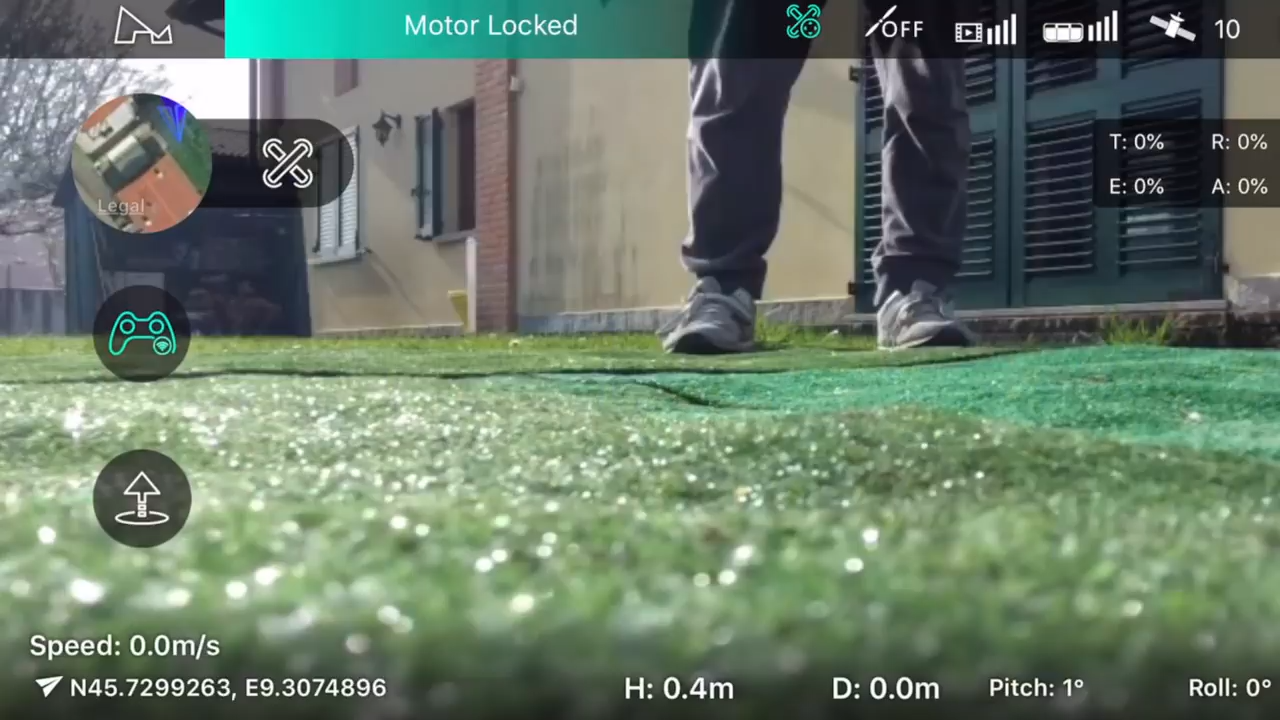 Motor Locked
OFF
10
T: 0% R: 0%
E: 0% A: 0%
Legal
Speed: 0.0m/s
N45.7299263, E9.3074896
H: 0.4m D: 0.0m Pitch: 1° Roll: 0°